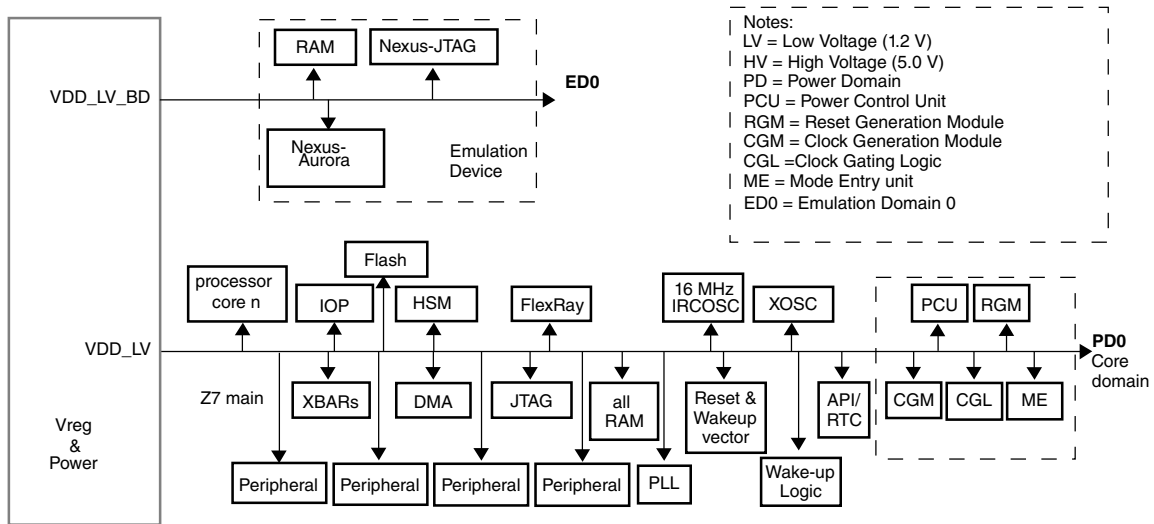 RAM
Nexus-JTAG
VDD_LV_BD
ED0
Nexus-
Aurora
Emulation
Device
Notes:
LV = Low Voltage (1.2 V)
HV = High Voltage (5.0 V)
PD = Power Domain
PCU = Power Control Unit
RGM = Reset Generation Module
CGM = Clock Generation Module
CGL =Clock Gating Logic
ME = Mode Entry unit
ED0 = Emulation Domain 0
processor
core n
IOP
Flash
HSM
FlexRay
16 MHz
IRCOSC
XOSC
PCU
RGM
VDD_LV
PD0
Core
domain
Z7 main
XBARs
DMA
JTAG
all
RAM
Reset &
Wakeup
vector
API/
RTC
CGM
CGL
ME
Vreg
&
Power
Peripheral
Peripheral
Peripheral
Peripheral
PLL
Wake-up
Logic